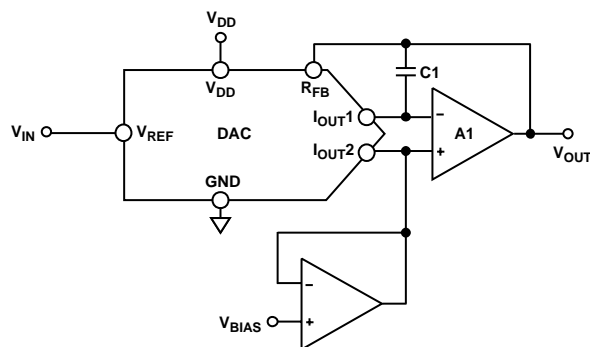 VDD
VDD
RFB
C1
IOUT1
−
A1
VIN
VREF
DAC
IOUT2
+
VOUT
GND
−
VBIAS
+